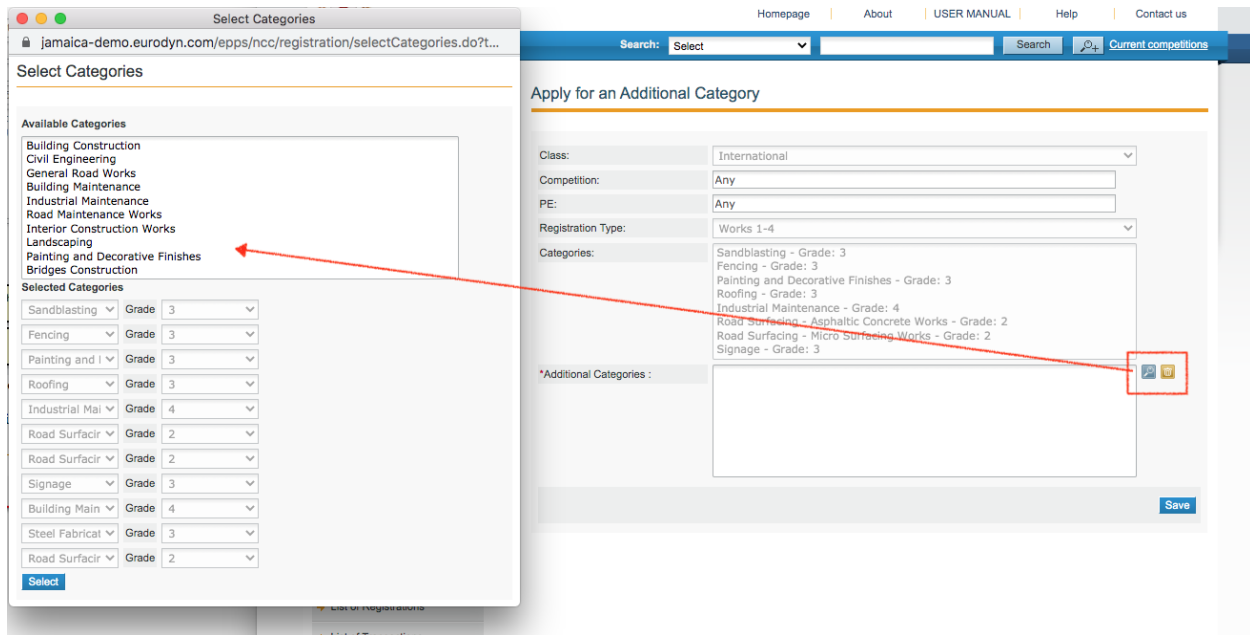 Select Categories
jamaica-demo.eurodyn.com/epps/ncc/registration/selectCategories.do?t...
Select Categories
Available Categories
Building Construction
Civil Engineering
General Road Works
Building Maintenance
Industrial Maintenance
Road Maintenance Works
Interior Construction Works
Landscaping
Painting and Decorative Finishes
Bridges Construction
Selected Categories
Sandblasting Grade 3
Fencing Grade 3
Painting and I Grade 3
Roofing Grade 3
Industrial Mai Grade 4
Road Surfacir Grade 2
Road Surfacir Grade 2
Signage Grade 3
Building Main Grade 4
Steel Fabricat Grade 3
Road Surfacir Grade 2
Select
Homepage About USER MANUAL Help Contact us
Search: Select Search Current competitions
Apply for an Additional Category
Class: International
Competition: Any
PE: Any
Registration Type: Works 1-4
Categories:
Sandblasting - Grade: 3
Fencing - Grade: 3
Painting and Decorative Finishes - Grade: 3
Roofing - Grade: 3
Industrial Maintenance - Grade: 4
Road Surfacing - Asphaltic Concrete Works - Grade: 2
Road Surfacing - Micro Surfacing Works - Grade: 2
Signage - Grade: 3
*Additional Categories :
Save
List of Registrations